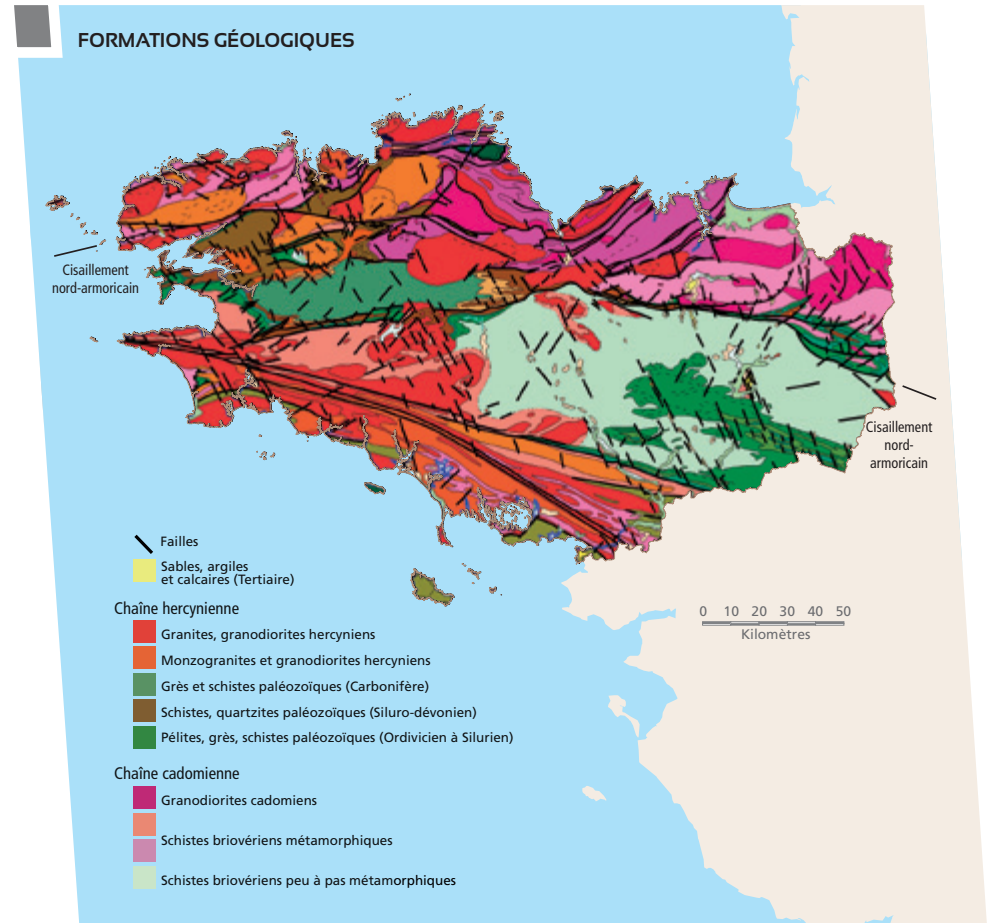 FORMATIONS GÉOLOGIQUES
Cisaillement
nord-armoricain
Cisaillement
nord-
armoricain
Failles
Sables, argiles
et calcaires (Tertiaire)
Chaîne hercynienne
Granites, granodiorites hercyniens
Monzogranites et granodiorites hercyniens
Grès et schistes paléozoïques (Carbonifère)
Schistes, quartzites paléozoïques (Siluro-dévonien)
Pélites, grès, schistes paléozoïques (Ordivicien à Silurien)
Chaîne cadomienne
Granodiorites cadomiens
Schistes briovériens métamorphiques
Schistes briovériens peu à pas métamorphiques
0 10 20 30 40 50
Kilomètres